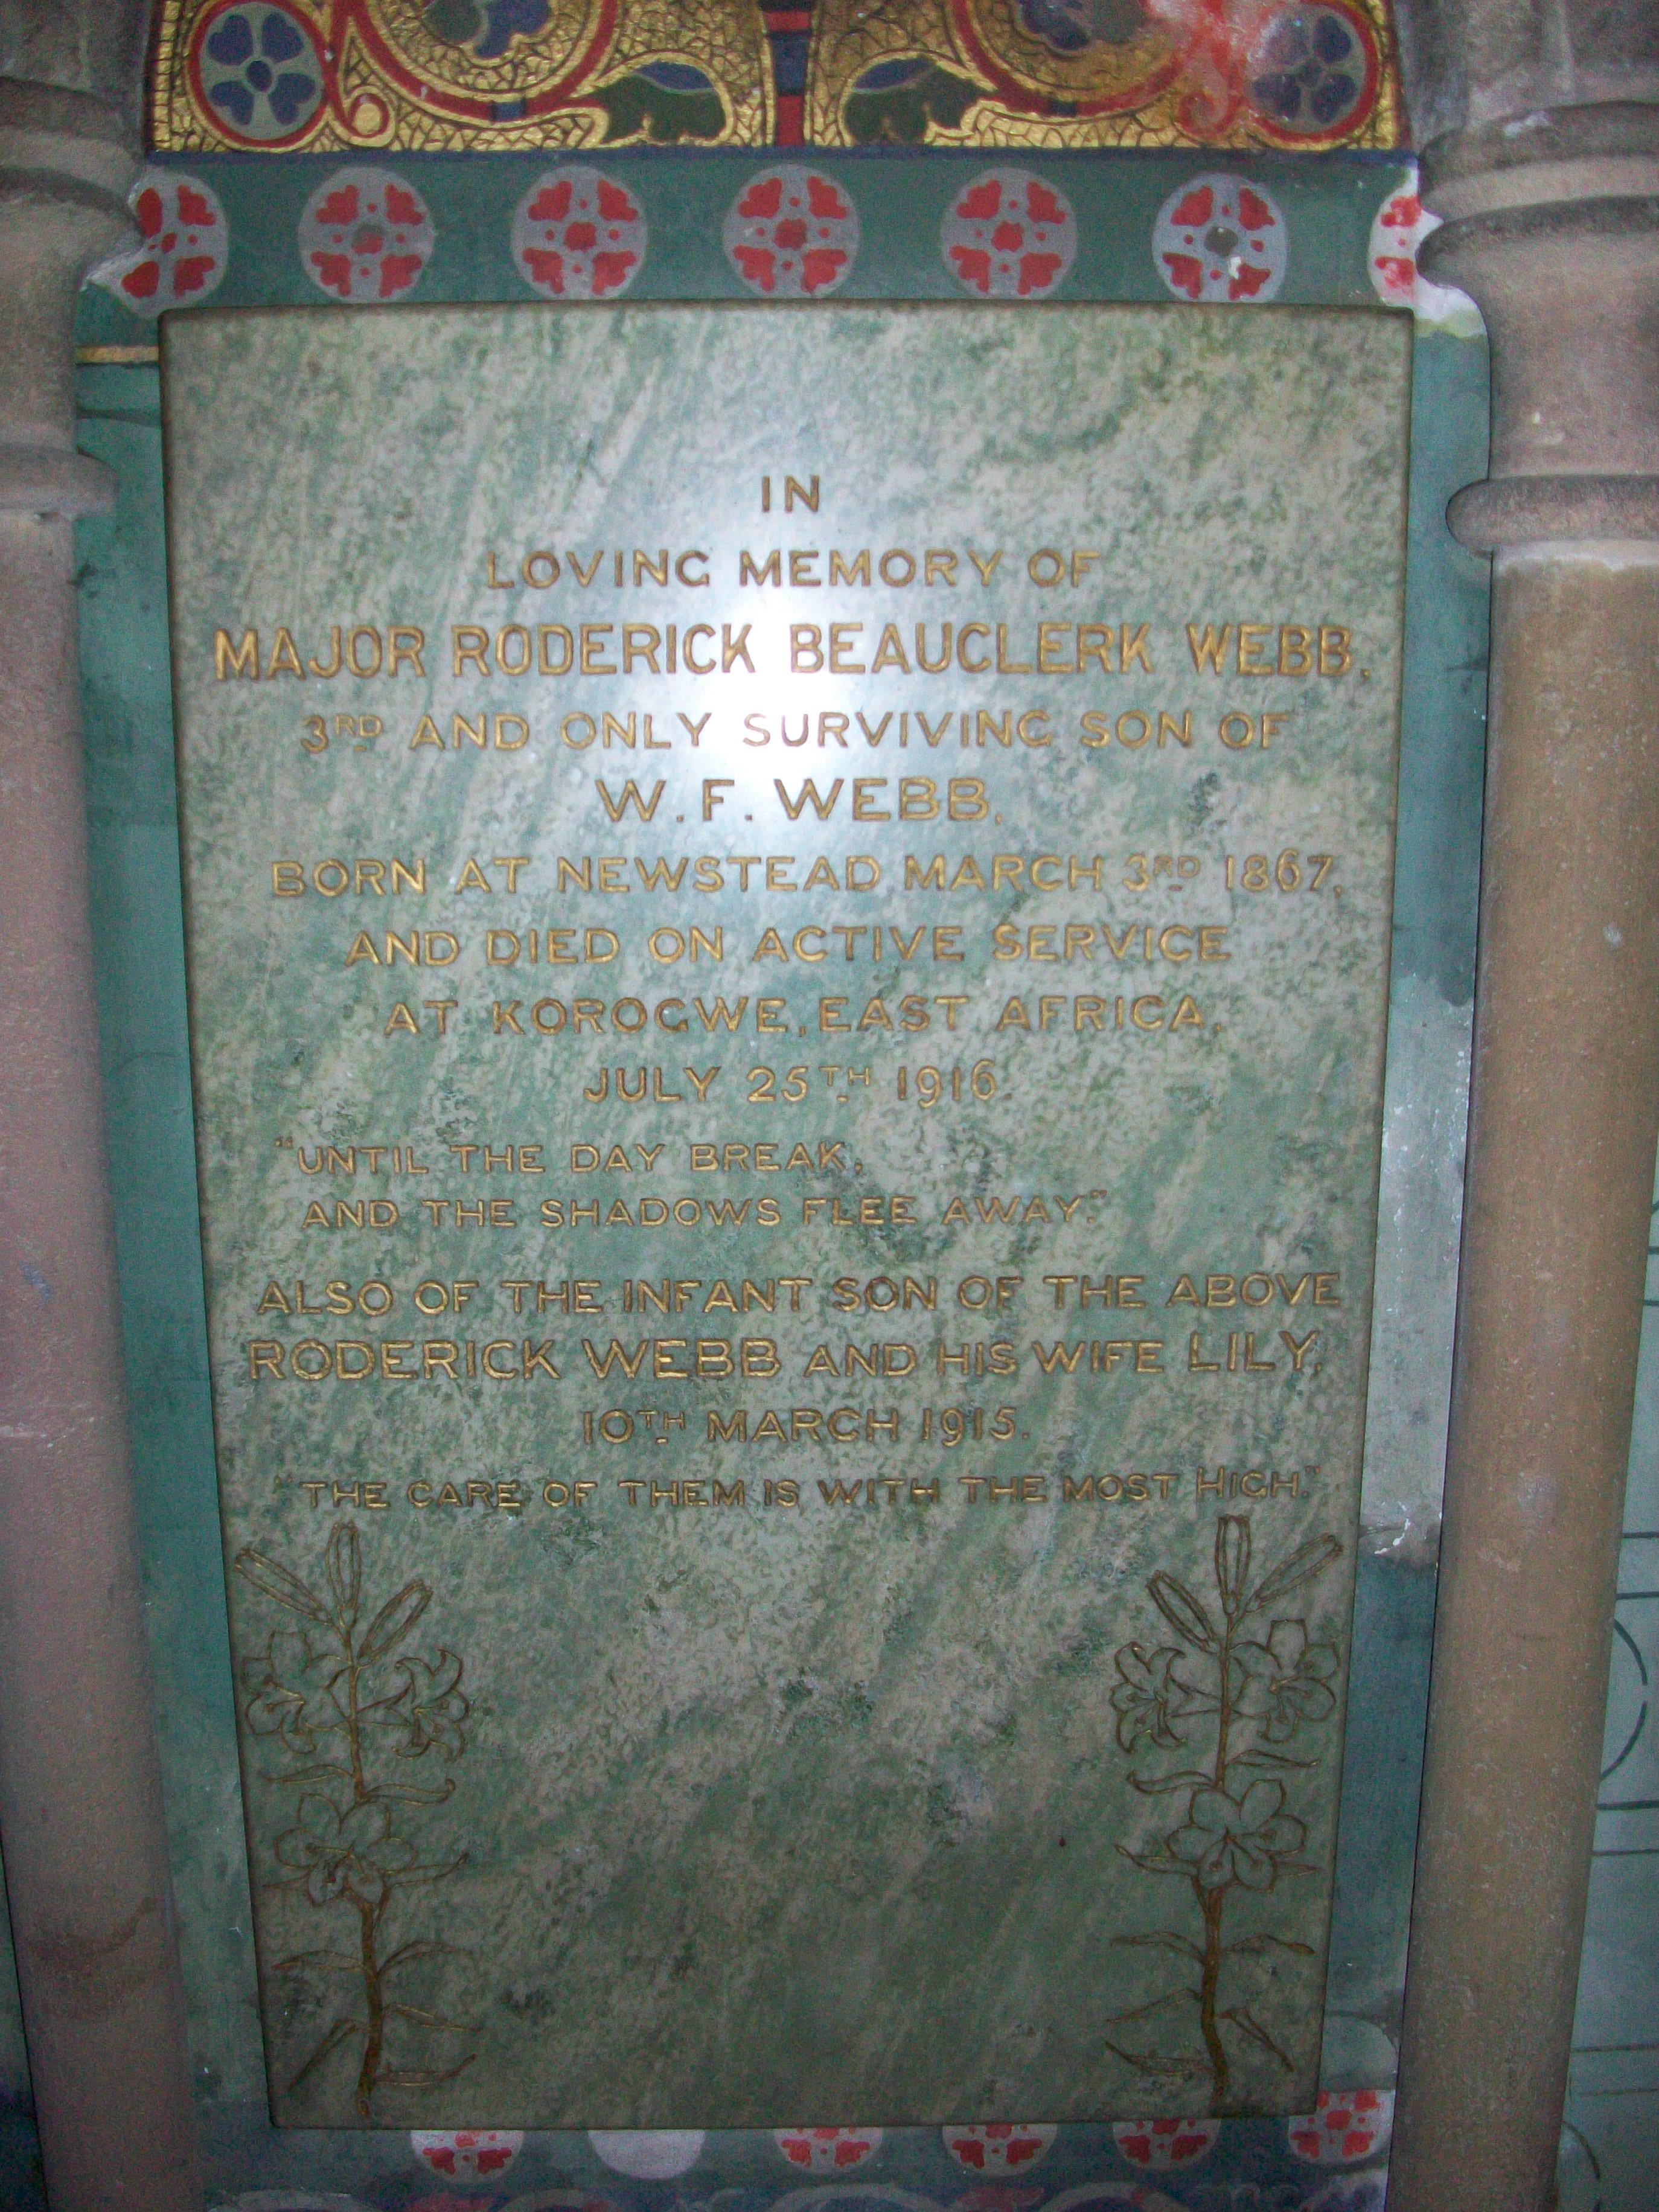 IN
LOVING MEMORY OF
MAJOR RODERICK BEAUCLERK WEBB,
3RD AND ONLY SURVIVING SON OF
W. F. WEBB,
BORN AT NEWSTEAD MARCH 3RD 1867,
AND DIED ON ACTIVE SERVICE
AT KOROGWE, EAST AFRICA,
JULY 25TH 1916
"UNTIL THE DAY BREAK,
AND THE SHADOWS FLEE AWAY."
ALSO OF THE INFANT SON OF THE ABOVE
RODERICK WEBB AND HIS WIFE LILY,
10TH MARCH 1915.
"THE CARE OF THEM IS WITH THE MOST HIGH."